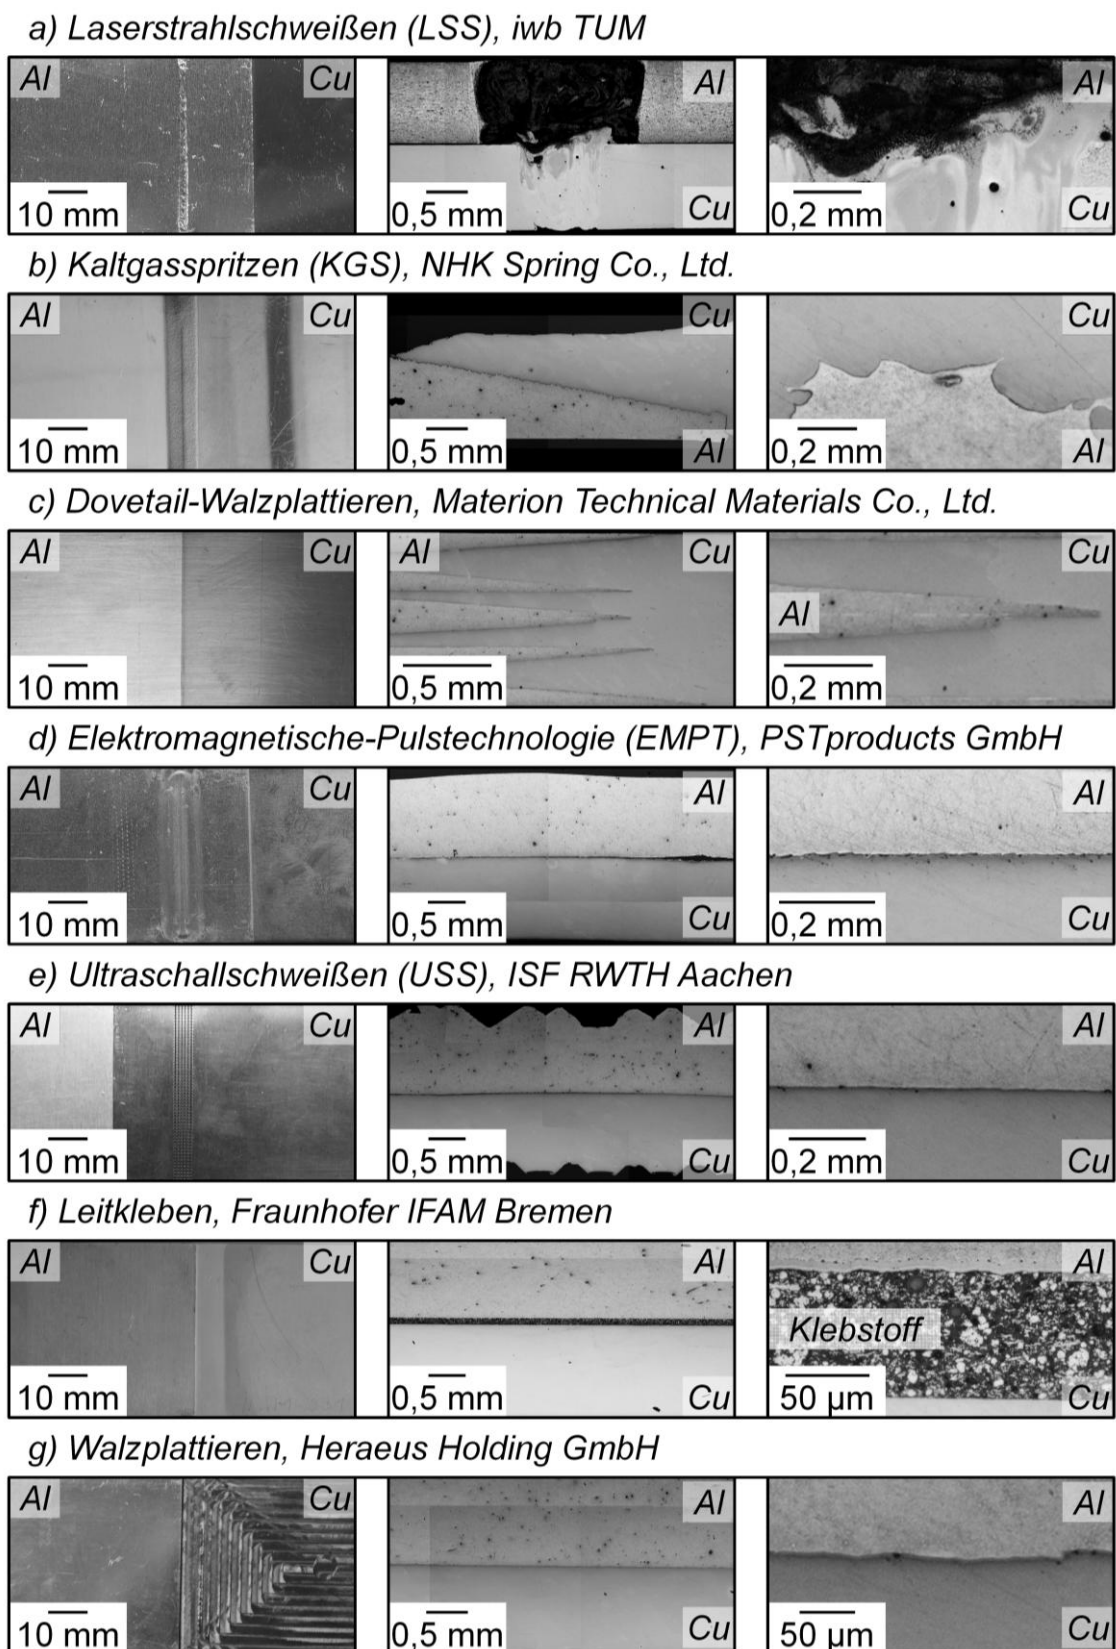 a) Laserstrahlschweißen (LSS), iwb TUM
Al Cu Al Al
10 mm 0,5 mm Cu 0,2 mm Cu
b) Kaltgasspritzen (KGS), NHK Spring Co., Ltd.
Al Cu Cu Cu
10 mm 0,5 mm Al 0,2 mm Al
c) Dovetail-Walzplattieren, Materion Technical Materials Co., Ltd.
Al Cu Al Cu Cu
Al
10 mm 0,5 mm 0,2 mm
d) Elektromagnetische-Pulstechnologie (EMPT), PSTproducts GmbH
Al Cu Al Al
10 mm 0,5 mm Cu 0,2 mm Cu
e) Ultraschallschweißen (USS), ISF RWTH Aachen
Al Cu Al Al
10 mm 0,5 mm Cu 0,2 mm Cu
f) Leitkleben, Fraunhofer IFAM Bremen
Al Cu Al Al
Klebstoff
10 mm 0,5 mm Cu 50 µm Cu
g) Walzplattieren, Heraeus Holding GmbH
Al Cu Al Al
10 mm 0,5 mm Cu 50 µm Cu